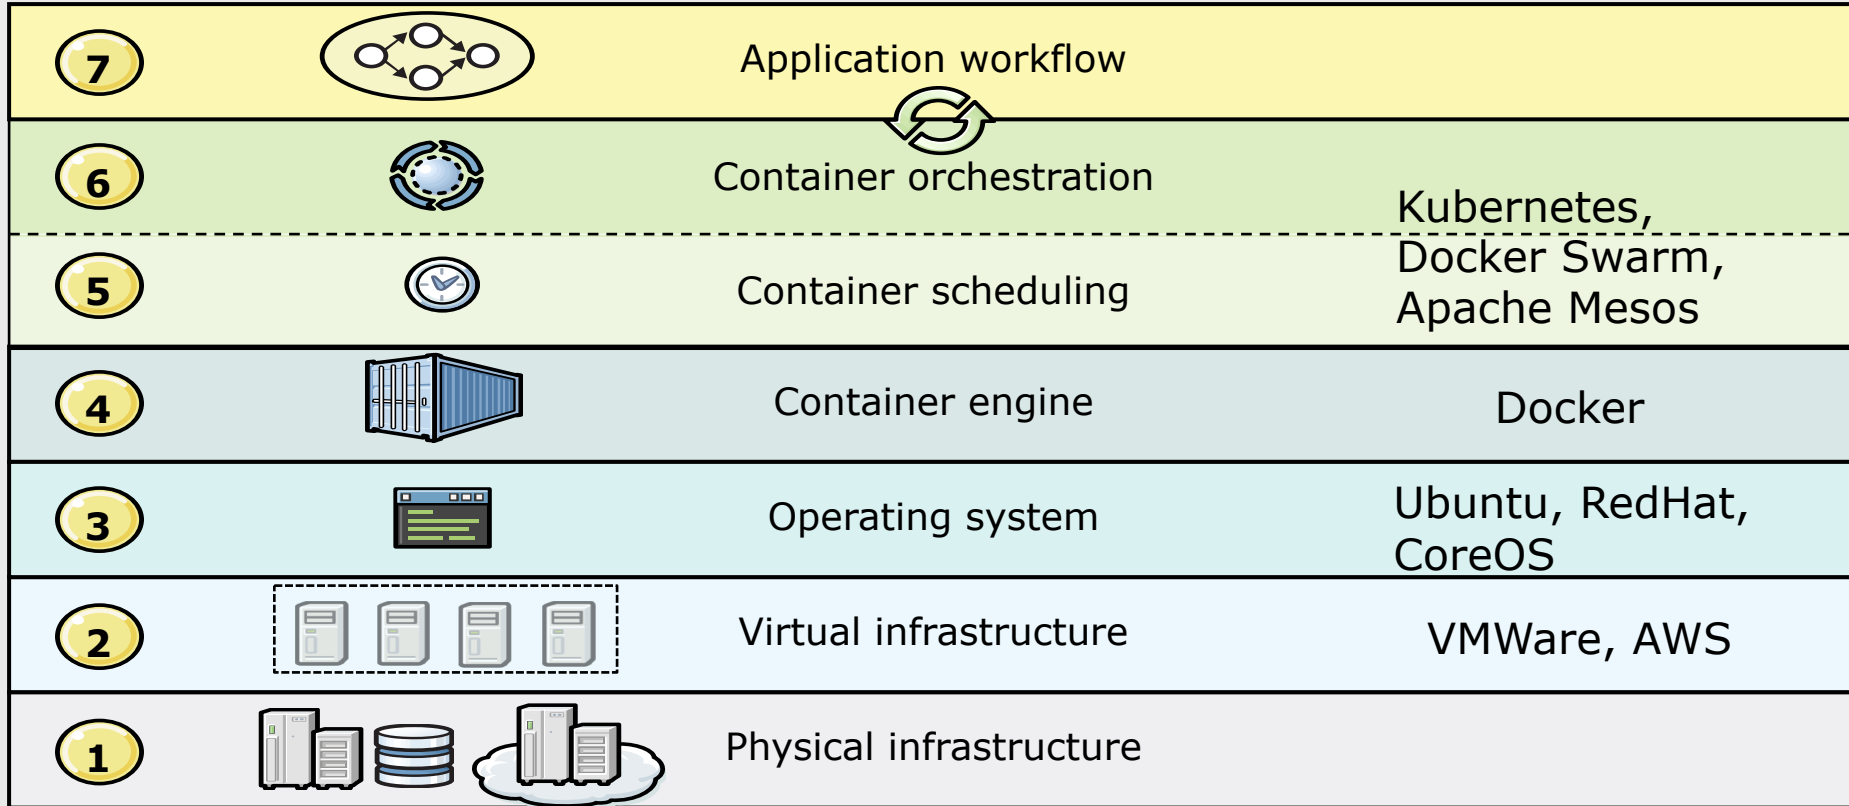 7
Application workflow
6
Container orchestration
Kubernetes,
Docker Swarm,
Apache Mesos
5
Container scheduling
4
Container engine
Docker
3
Operating system
Ubuntu, RedHat,
CoreOS
2
Virtual infrastructure
VMWare, AWS
1
Physical infrastructure